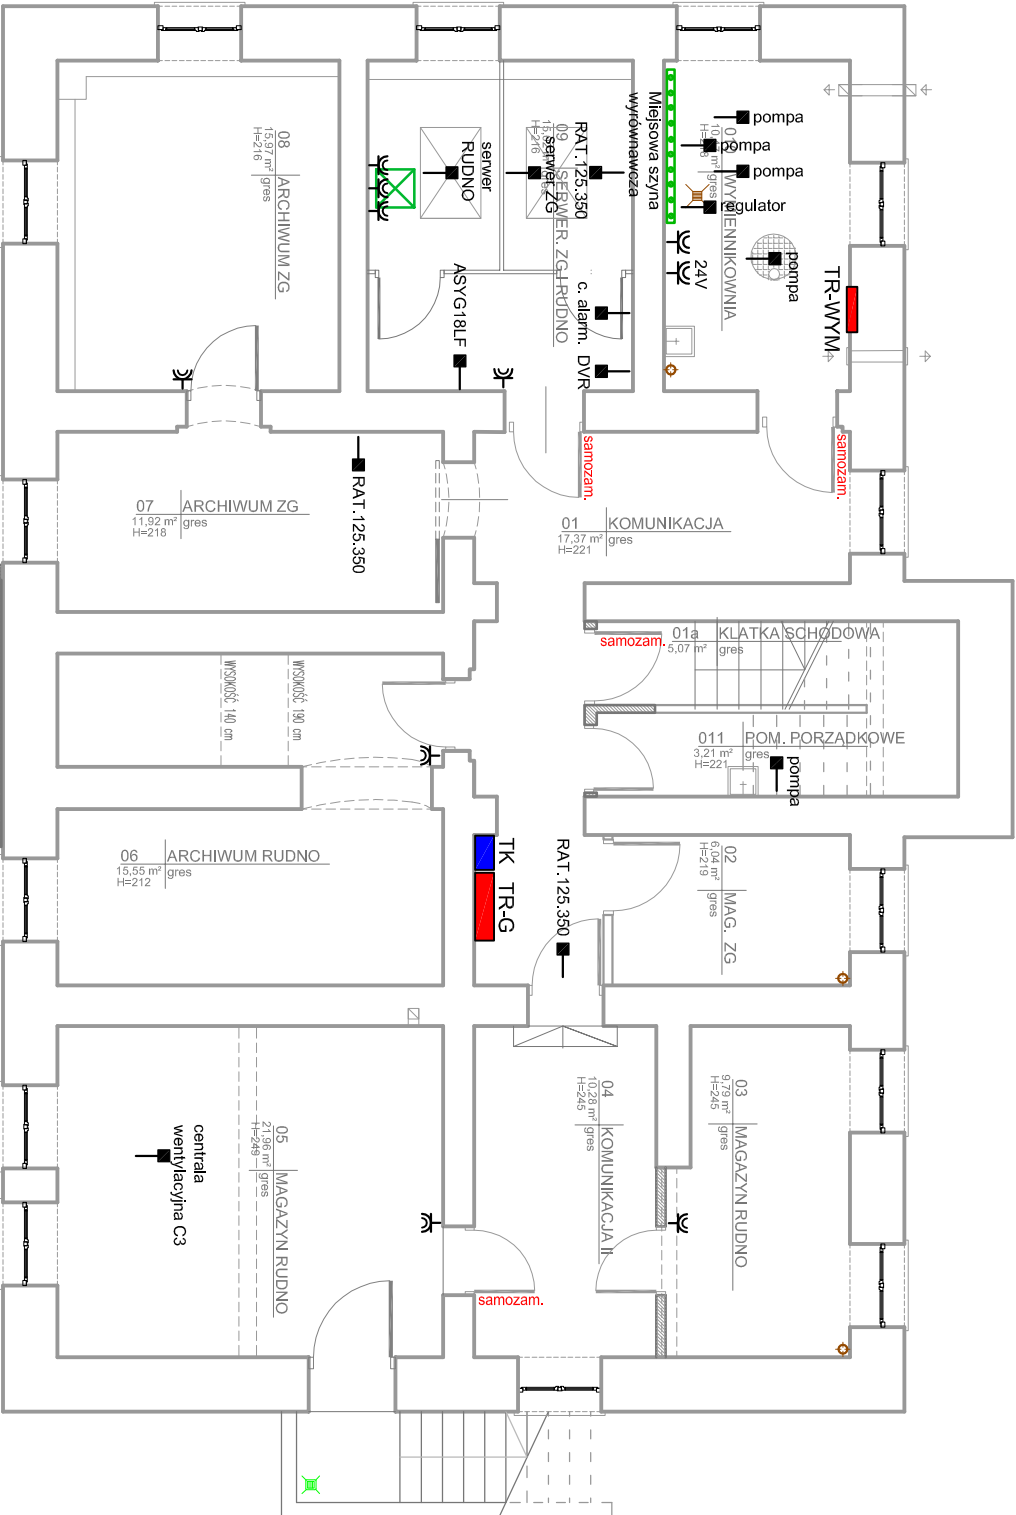 08 ARCHIWUM ZG
15,97 m² gres
H=216
serwer
RUDNO
RAT.125.350
serwer ZG
09 SERWER. ZG I RUDNO
gres
H=216
Miejsowa szyna
wyrównawcza
pompa
pompa
pompa
regulator
WYMIENNIKOWNIA
gres
24V
pompa
TR-WYM
ASYG18LF
c. alarm.
DVR
samozam.
samozam.
07 ARCHIWUM ZG
11,92 m² gres
H=218
RAT.125.350
01 KOMUNIKACJA
17,37 m² gres
H=221
samozam.
01a KLATKA SCHODOWA
5,07 m² gres
WYSOKOŚĆ 140 cm
WYSOKOŚĆ 190 cm
011 POM. PORZĄDKOWE
3,21 m² gres
H=221
pompa
06 ARCHIWUM RUDNO
15,55 m² gres
H=212
TK TR-G
RAT.125.350
02 MAG. ZG
6,04 m² gres
H=219
05 MAGAZYN RUDNO
21,96 m² gres
H=249
centrala
wentylacyjna C3
04 KOMUNIKACJA II
10,28 m² gres
H=245
03 MAGAZYN RUDNO
9,79 m² gres
H=245
samozam.